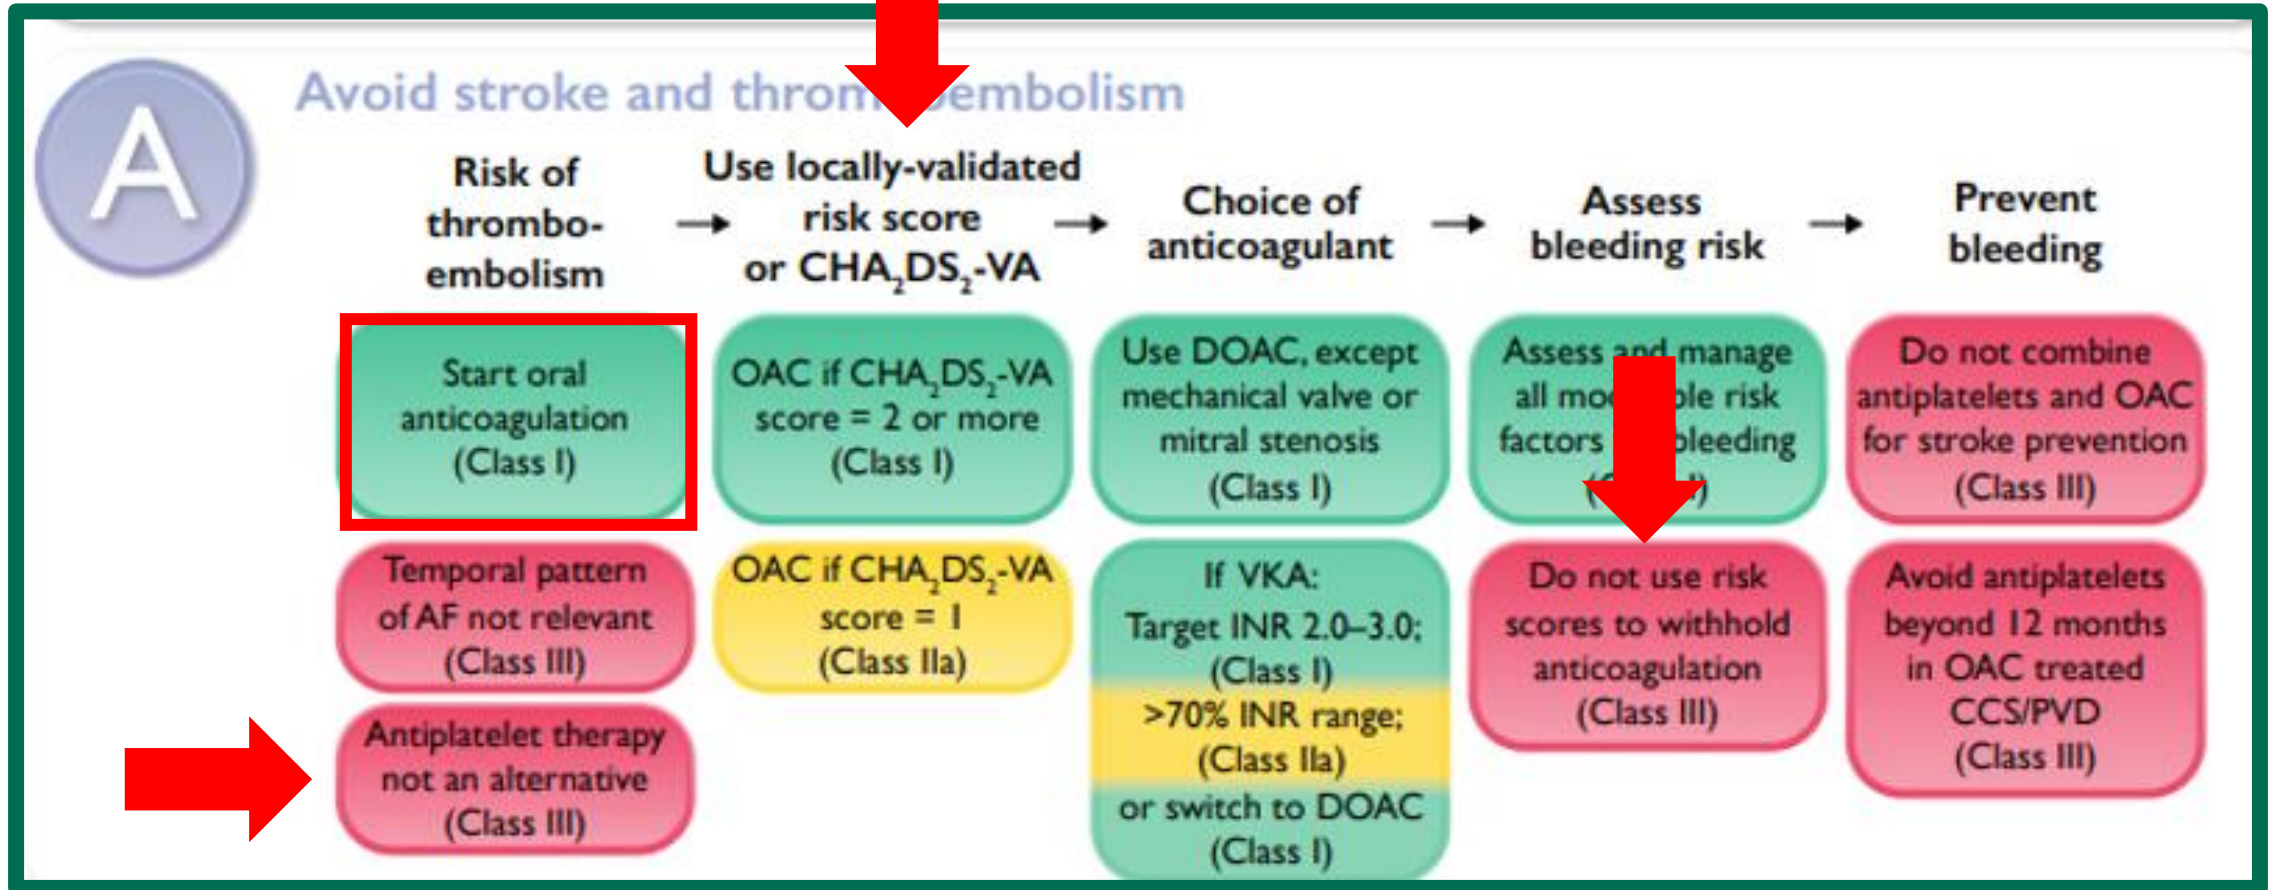 A
Avoid stroke and throm embolism
Risk of
thrombo-
embolism
→
Use locally-validated
risk score
or CHA₂DS₂-VA
→
Choice of
anticoagulant
→
Assess
bleeding risk
→
Prevent
bleeding
Start oral
anticoagulation
(Class I)
Temporal pattern
of AF not relevant
(Class III)
Antiplatelet therapy
not an alternative
(Class III)
OAC if CHA₂DS₂-VA
score = 2 or more
(Class I)
OAC if CHA₂DS₂-VA
score = 1
(Class IIa)
Use DOAC, except
mechanical valve or
mitral stenosis
(Class I)
If VKA:
Target INR 2.0–3.0;
(Class I)
>70% INR range;
(Class IIa)
or switch to DOAC
(Class I)
Assess and manage
all risk
factors bleeding
Do not use risk
scores to withhold
anticoagulation
(Class III)
Do not combine
antiplatelets and OAC
for stroke prevention
(Class III)
Avoid antiplatelets
beyond 12 months
in OAC treated
CCS/PVD
(Class III)